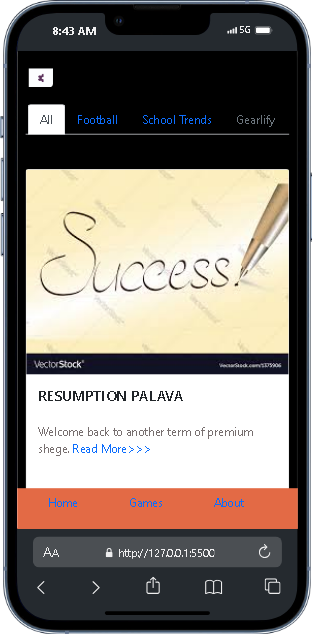 8:43 AM 5G
All Football School Trends Gearlify
Success!
VectorStock® VectorStock.com/1375906
RESUMPTION PALAVA
Welcome back to another term of premium
shege. Read More>>>
Home Games About
AA http://127.0.0.1:5500